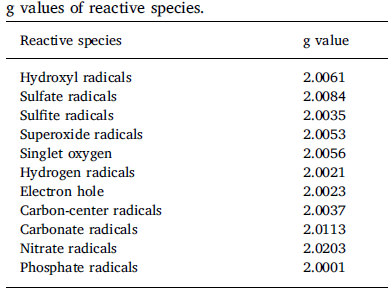 g values of reactive species.
Reactive species g value
Hydroxyl radicals 2.0061
Sulfate radicals 2.0084
Sulfite radicals 2.0035
Superoxide radicals 2.0053
Singlet oxygen 2.0056
Hydrogen radicals 2.0021
Electron hole 2.0023
Carbon-center radicals 2.0037
Carbonate radicals 2.0113
Nitrate radicals 2.0203
Phosphate radicals 2.0001